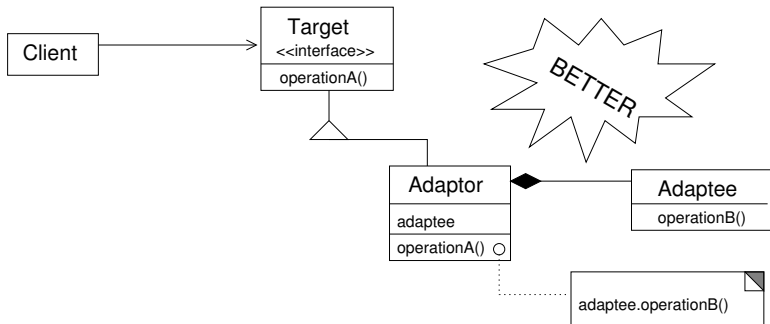 Client
Target
<<interface>>
operationA()
BETTER
Adaptor
adaptee
operationA()
Adaptee
operationB()
adaptee.operationB()